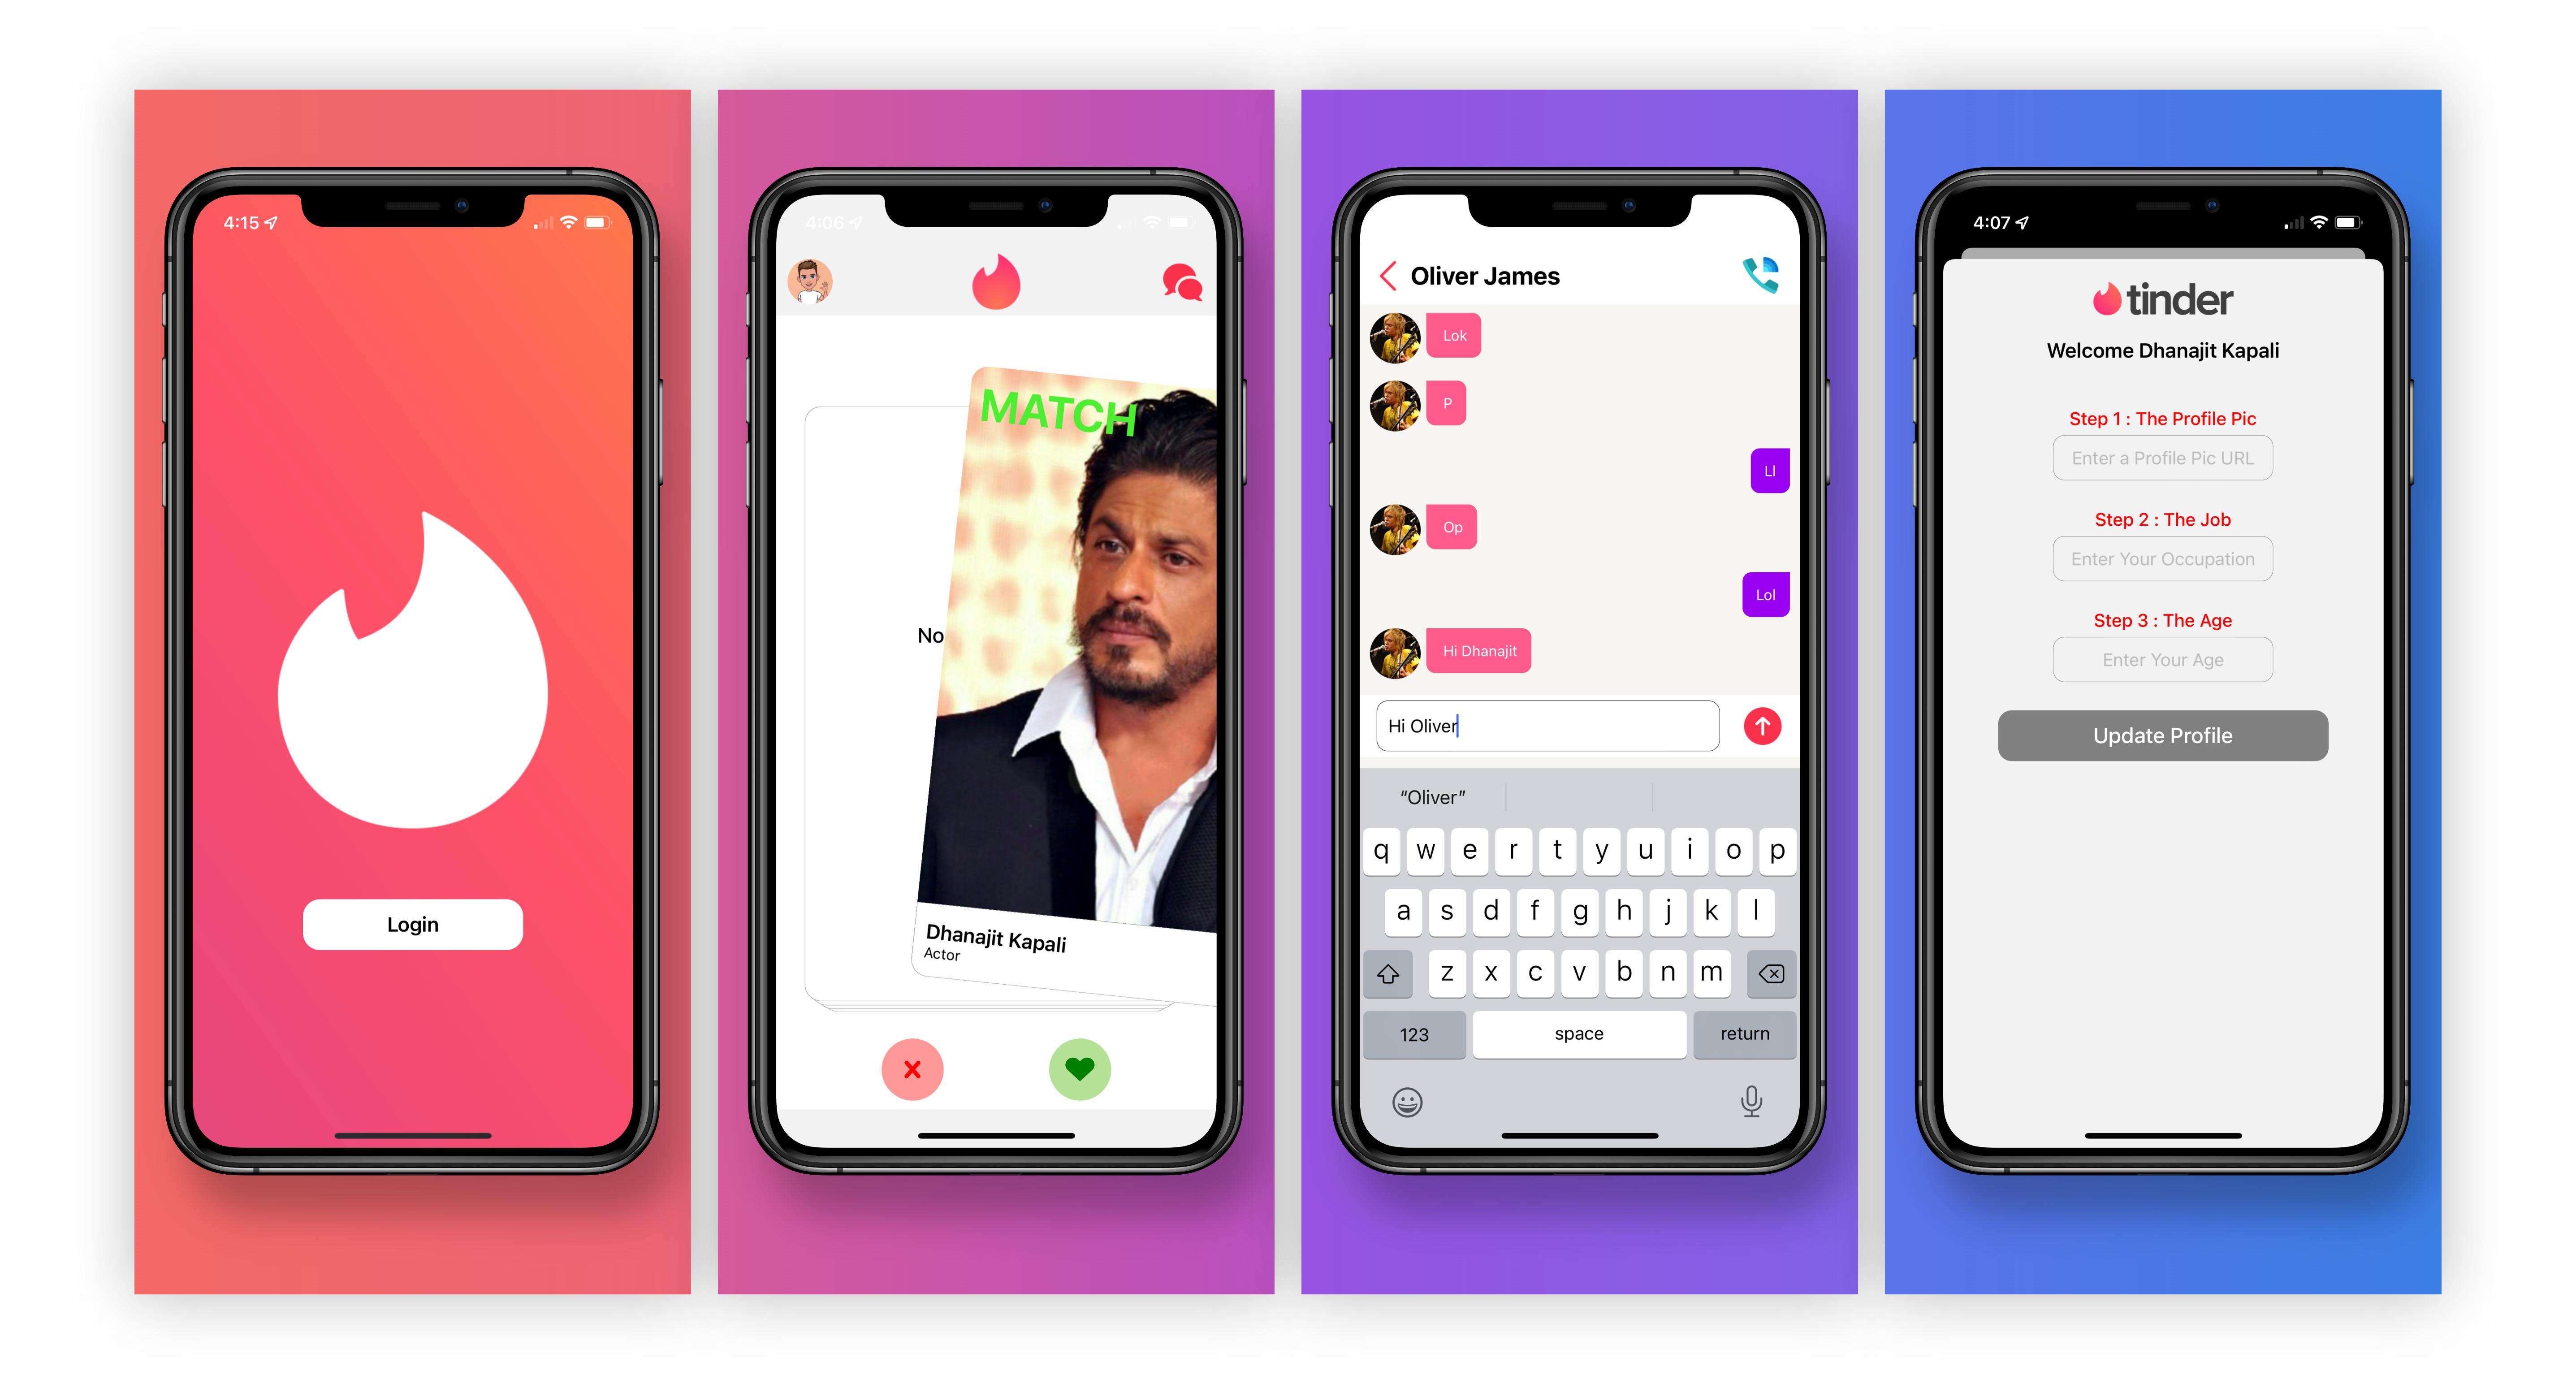 4:15
Login
4:06
MATCH
No
Dhanajit Kapali
Actor
Oliver James
Lok
P
Ll
Op
Lol
Hi Dhanajit
Hi Oliver
“Oliver”
q w e r t y u i o p
a s d f g h j k l
z x c v b n m
123 space return
4:07
tinder
Welcome Dhanajit Kapali
Step 1 : The Profile Pic
Enter a Profile Pic URL
Step 2 : The Job
Enter Your Occupation
Step 3 : The Age
Enter Your Age
Update Profile